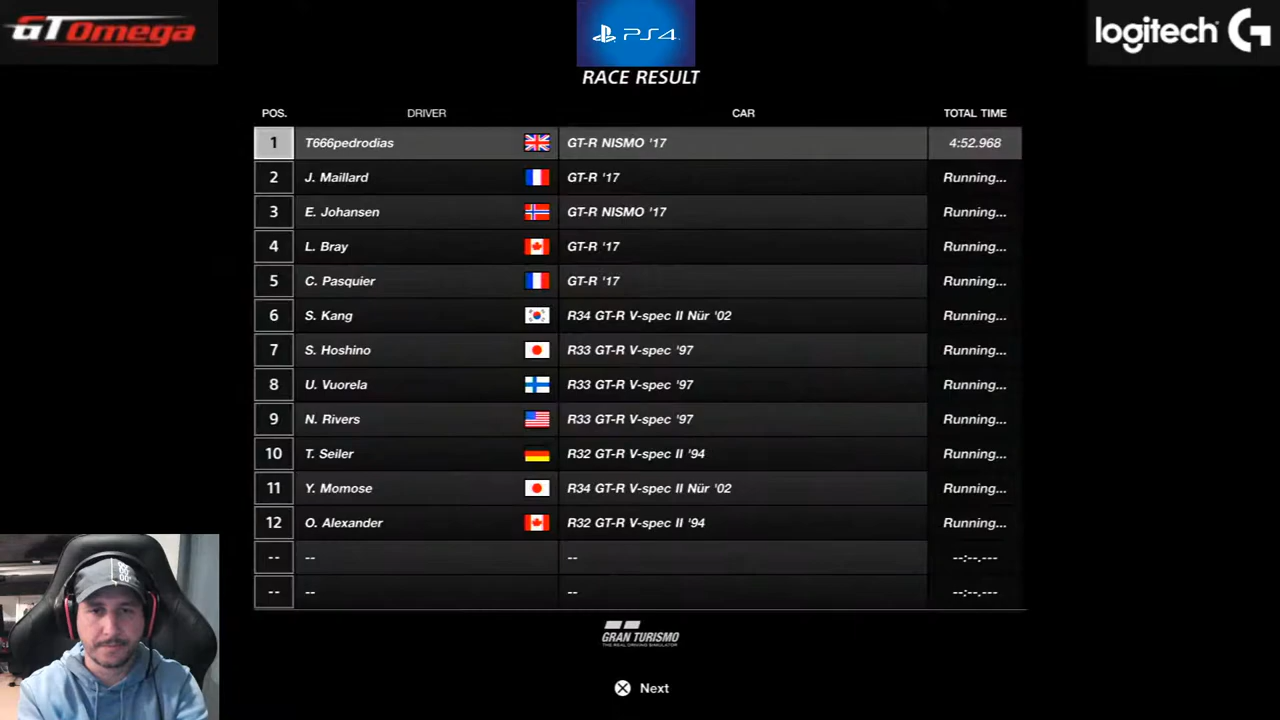 GT Omega
PS4
logitech G
RACE RESULT
POS. DRIVER CAR TOTAL TIME
1 T666pedrodias GT-R NISMO '17 4:52.968
2 J. Maillard GT-R '17 Running...
3 E. Johansen GT-R NISMO '17 Running...
4 L. Bray GT-R '17 Running...
5 C. Pasquier GT-R '17 Running...
6 S. Kang R34 GT-R V-spec II Nür '02 Running...
7 S. Hoshino R33 GT-R V-spec '97 Running...
8 U. Vuorela R33 GT-R V-spec '97 Running...
9 N. Rivers R33 GT-R V-spec '97 Running...
10 T. Seiler R32 GT-R V-spec II '94 Running...
11 Y. Momose R34 GT-R V-spec II Nür '02 Running...
12 O. Alexander R32 GT-R V-spec II '94 Running...
-- -- -- --:--.---
-- -- -- --:--.---
GRAN TURISMO
THE REAL DRIVING SIMULATOR
Next